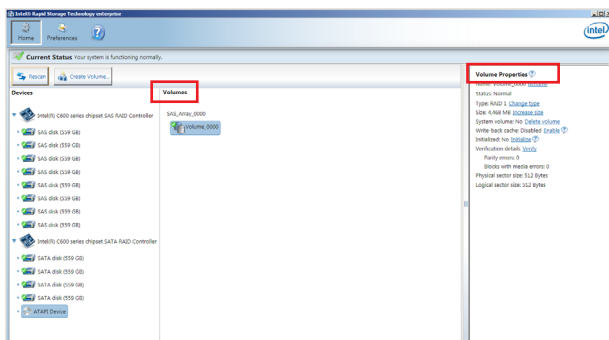 Intel® Rapid Storage Technology enterprise
Home
Preferences
intel
Current Status Your system is functioning normally.
Rescan
Create Volume...
Devices
Intel(R) C600 series chipset SAS RAID Controller
SAS disk (559 GB)
SAS disk (559 GB)
SAS disk (559 GB)
SAS disk (559 GB)
SAS disk (559 GB)
SAS disk (559 GB)
SAS disk (559 GB)
SAS disk (559 GB)
Intel(R) C600 series chipset SATA RAID Controller
SATA disk (559 GB)
SATA disk (559 GB)
SATA disk (559 GB)
SATA disk (559 GB)
ATAPI Device
Volumes
SAS_Array_0000
Volume_0000
Volume Properties
Name: Volume_0000 Rename
Status: Normal
Type: RAID 1 Change type
Size: 4,468 MB Increase size
System volume: No Delete volume
Write-back cache: Disabled Enable
Initialized: No Initialize
Verification details Verify
Parity errors: 0
Blocks with media errors: 0
Physical sector size: 512 Bytes
Logical sector size: 512 Bytes